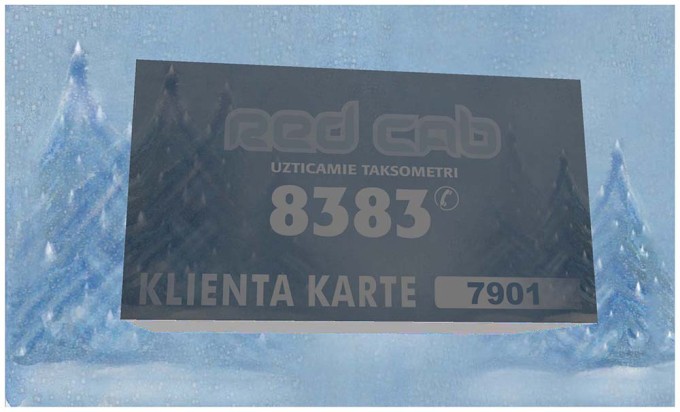 Red Cab
UZTICAMIE TAKSOMETRI
8383
KLIENTA KARTE 7901